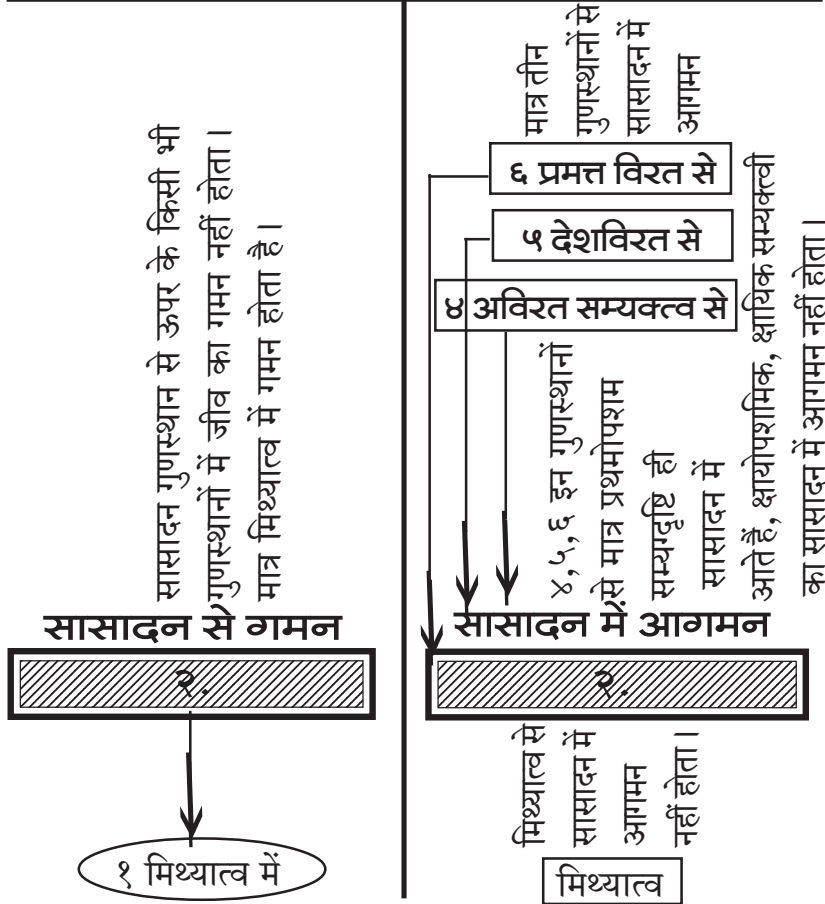 सासादन गुणस्थान से ऊपर के किसी भी
गुणस्थानों में जीव का गमन नहीं होता।
मात्र मिथ्यात्व में गमन होता है।
सासादन से गमन
२.
१ मिथ्यात्व में
मात्र तीन
गुणस्थानों से
सासादन में
आगमन
६ प्रमत्त विरत से
५ देशविरत से
४ अविरत सम्यक्त्व से
४,५,६ इन गुणस्थानों
से मात्र प्रथमोपशम
सम्यग्दृष्टि ही
सासादन में
आते हैं, क्षायोपशमिक, क्षायिक सम्यक्त्वी
का सासादन में आगमन नहीं होता।
सासादन में आगमन
२.
मिथ्यात्व से
सासादन में
आगमन
नहीं होता।
मिथ्यात्व